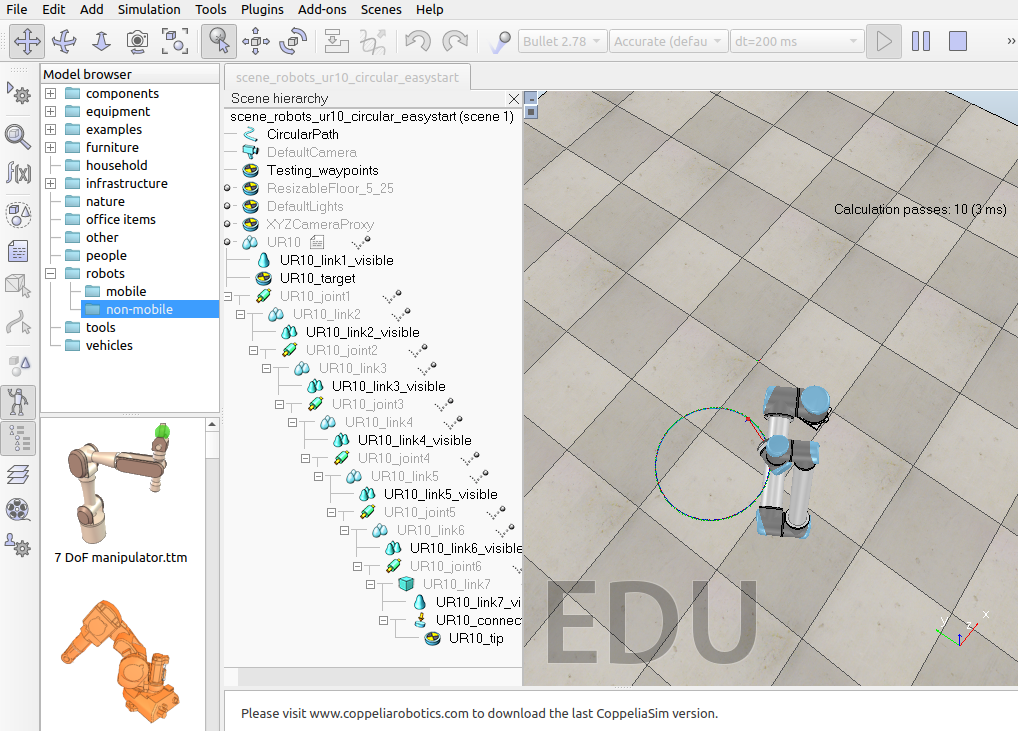 File Edit Add Simulation Tools Plugins Add-ons Scenes Help
Bullet 2.78 Accurate (defau dt=200 ms »
f(x)
Model browser
components
equipment
examples
furniture
household
infrastructure
nature
office items
other
people
robots
mobile
non-mobile
tools
vehicles
7 DoF manipulator.ttm
scene_robots_ur10_circular_easystart
Scene hierarchy
scene_robots_ur10_circular_easystart (scene 1)
CircularPath
DefaultCamera
Testing_waypoints
ResizableFloor_5_25
DefaultLights
XYZCameraProxy
UR10
UR10_link1_visible
UR10_target
UR10_joint1
UR10_link2
UR10_link2_visible
UR10_joint2
UR10_link3
UR10_link3_visible
UR10_joint3
UR10_link4
UR10_link4_visible
UR10_joint4
UR10_link5
UR10_link5_visible
UR10_joint5
UR10_link6
UR10_link6_visible
UR10_joint6
UR10_link7
UR10_link7_vi
UR10_connec
UR10_tip
Calculation passes: 10 (3 ms)
EDU
y z x
Please visit www.coppeliarobotics.com to download the last CoppeliaSim version.